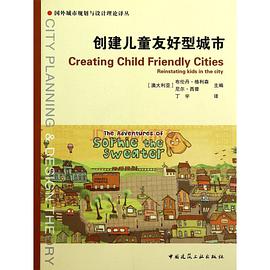 国外城市规划与设计理论译丛
CITY PLANNING & DESIGN THEORY
创建儿童友好型城市
Creating Child Friendly Cities
Reinstating kids in the city
[澳大利亚] 布伦丹·格利森 主编
尼尔·西普
丁宇 译
The Adventures of
Sophie the
Sweater
中国建筑工业出版社